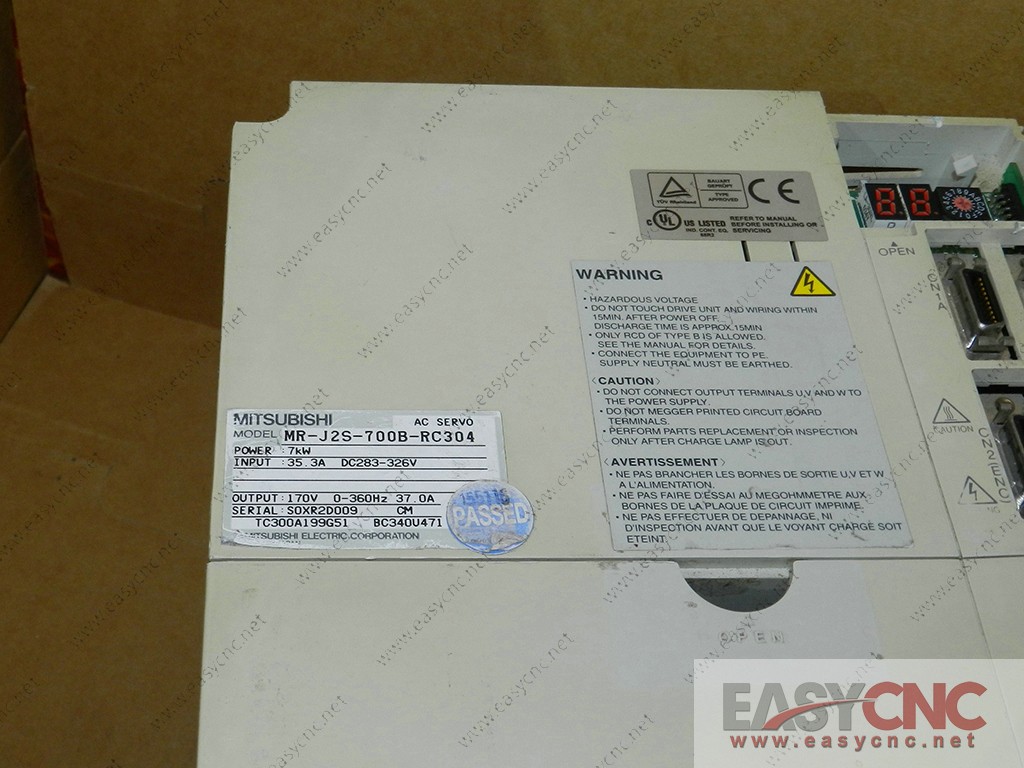 TÜV Rheinland
BAUART
GEPRÜFT
TYPE
APPROVED
CE
C UL US LISTED
IND. CONT. EQ.
REFER TO MANUAL
BEFORE INSTALLING OR
SERVICING
OPEN
CN1A
CAUTION
CN2 ENC
WARNING
• HAZARDOUS VOLTAGE
• DO NOT TOUCH DRIVE UNIT AND WIRING WITHIN
15MIN. AFTER POWER OFF.
DISCHARGE TIME IS APPROX.15MIN
• ONLY RCD OF TYPE B IS ALLOWED.
SEE THE MANUAL FOR DETAILS.
• CONNECT THE EQUIPMENT TO PE.
SUPPLY NEUTRAL MUST BE EARTHED.
〈CAUTION〉
• DO NOT CONNECT OUTPUT TERMINALS U,V AND W TO
THE POWER SUPPLY.
• DO NOT MEGGER PRINTED CIRCUIT BOARD
TERMINALS.
• PERFORM PARTS REPLACEMENT OR INSPECTION
ONLY AFTER CHARGE LAMP IS OUT.
〈AVERTISSEMENT〉
• NE PAS BRANCHER LES BORNES DE SORTIE U,V ET W
A L'ALIMENTATION.
• NE PAS FAIRE D'ESSAI AU MEGOHMMETRE AUX
BORNES DE LA PLAQUE DE CIRCUIT IMPRIME.
• NE PAS EFFECTUER DE DEPANNAGE, NI
D'INSPECTION AVANT QUE LE VOYANT CHARGE SOIT
ETEINT.
MITSUBISHI AC SERVO
MODEL MR-J2S-700B-RC304
POWER : 7kW
INPUT : 35.3A DC283-326V
OUTPUT : 170V 0-360Hz 37.0A
SERIAL : S0XR2D009 CM
TC300A199G51 BC340U471
MITSUBISHI ELECTRIC CORPORATION
PASSED
OPEN
EASYCNC
www.easycnc.net